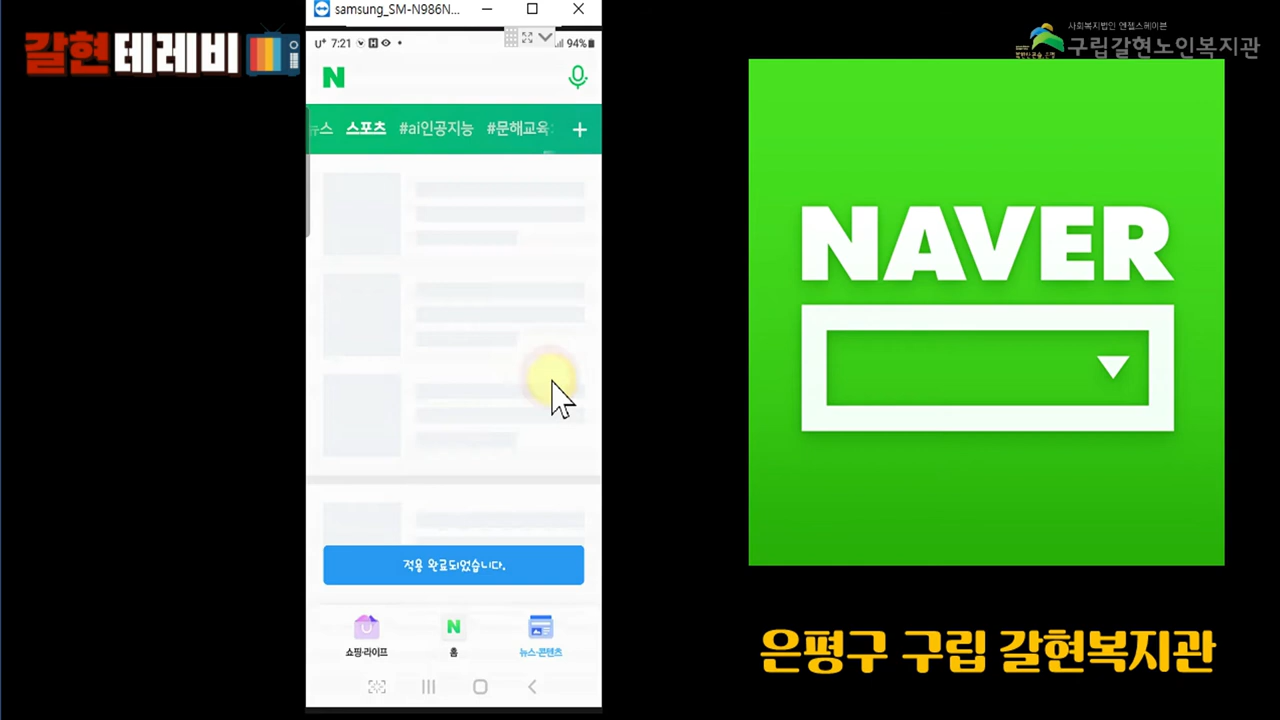 갈현테레비
samsung_SM-N986N...
U+ 7:21
94%
N
뉴스 스포츠 #ai인공지능 #문해교육 +
적용 완료되었습니다.
쇼핑·라이프
N
홈
뉴스·콘텐츠
사회복지법인 엔젤스헤이븐
구립갈현노인복지관
NAVER
은평구 구립 갈현복지관